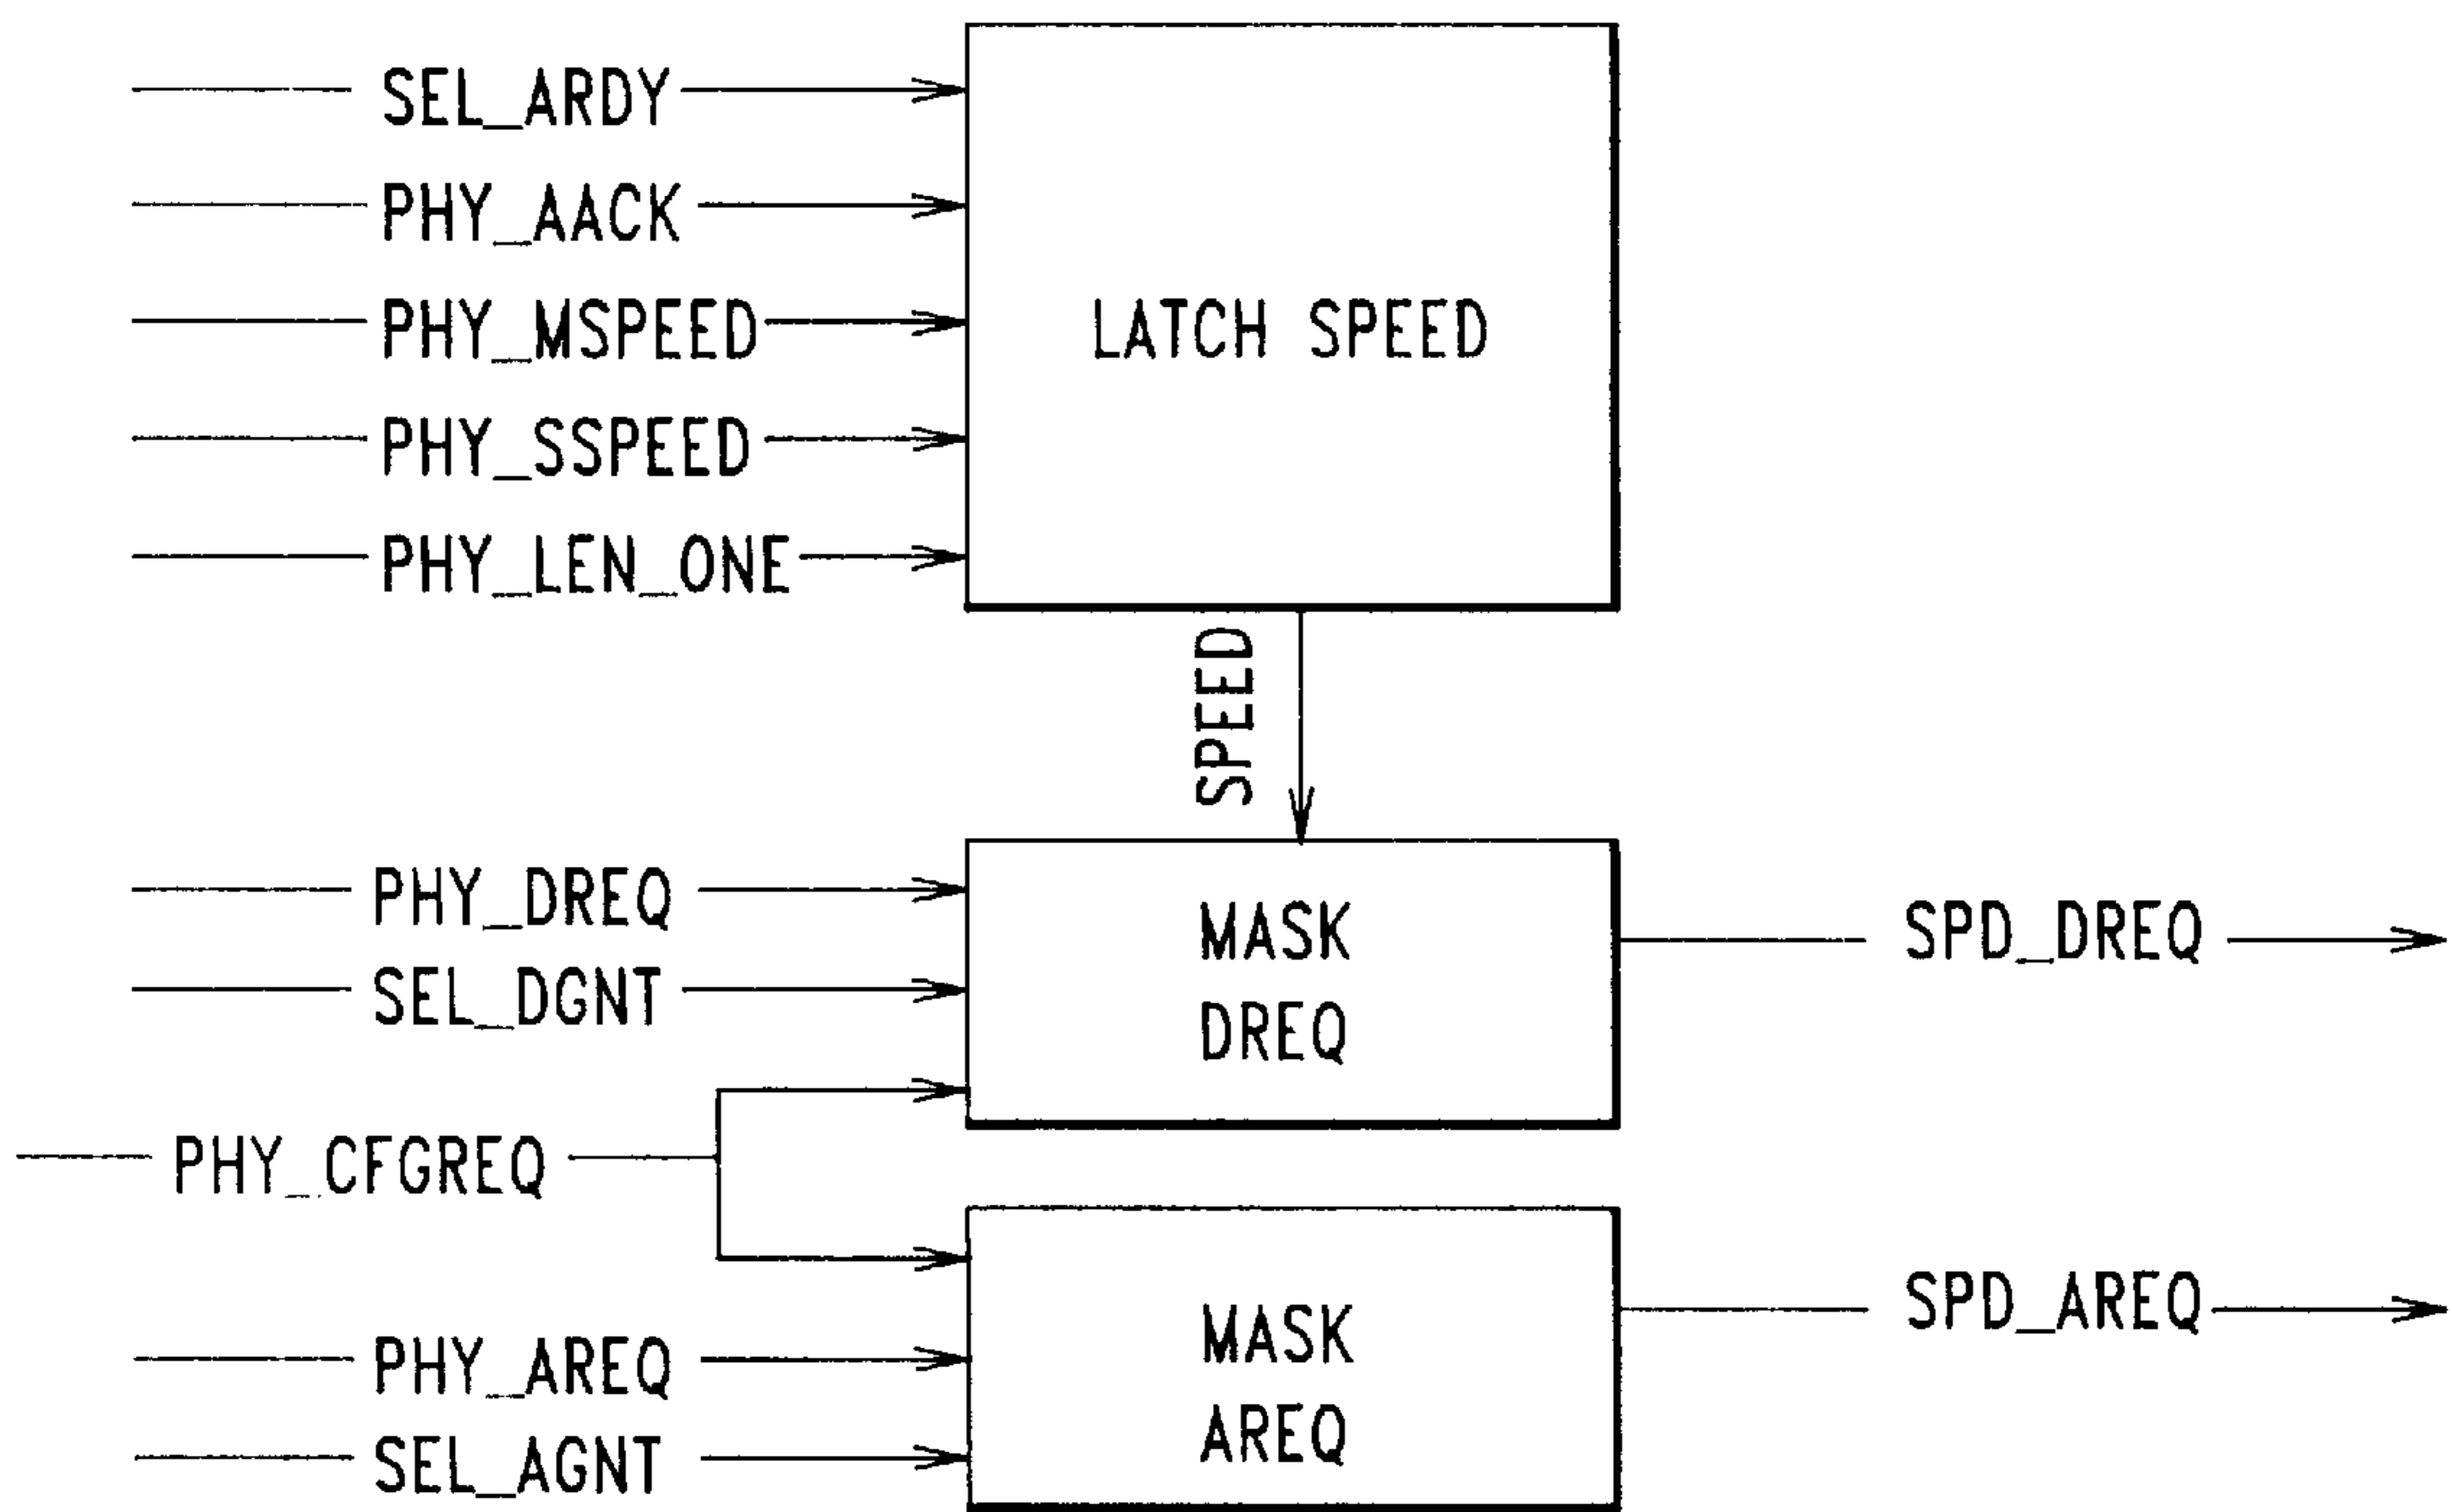 SEL_ARDY
PHY_AACK
PHY_MSPEED
PHY_SSPEED
PHY_LEN_ONE
LATCH SPEED
SPEED
PHY_DREQ
SEL_DGNT
MASK
DREQ
SPD_DREQ
PHY_CFGREQ
PHY_AREQ
SEL_AGNT
MASK
AREQ
SPD_AREQ